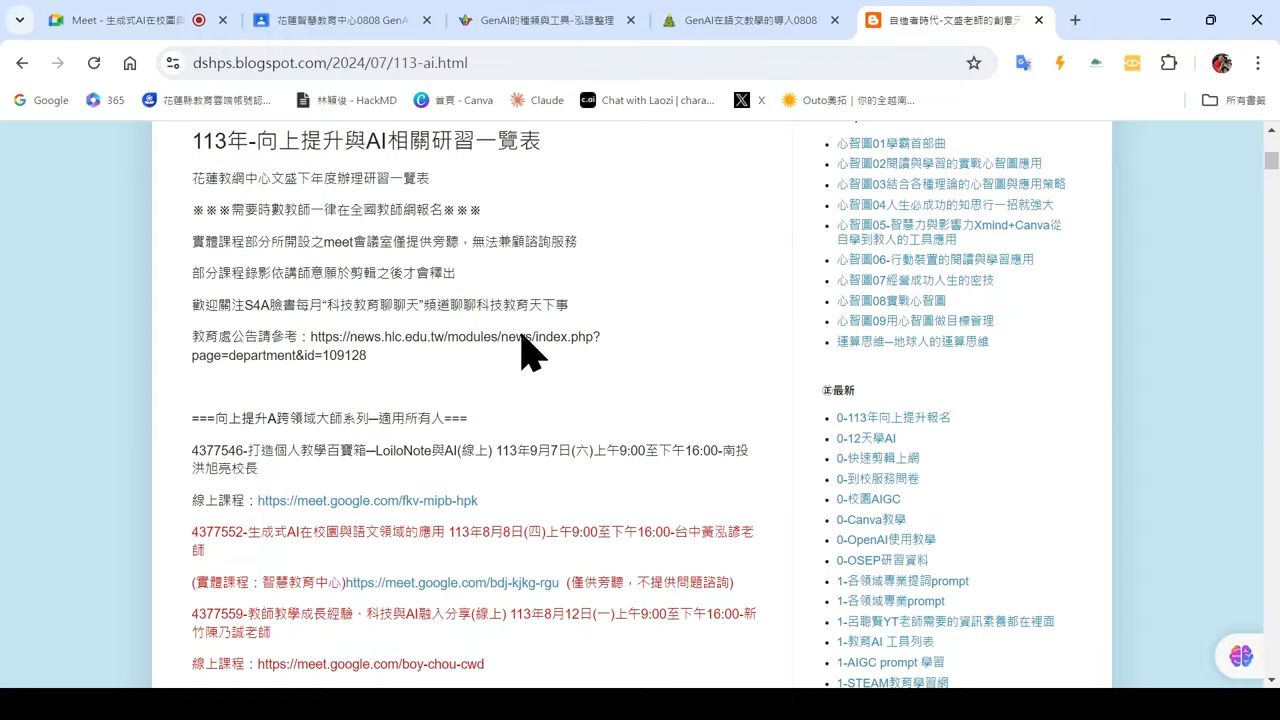 Meet - 生成式AI在校園與
花蓮智慧教育中心0808 GenA
GenAI的種類與工具-泓諺整理
GenAI在語文教學的導入0808
自造者時代-文盛老師的創意天
dshps.blogspot.com/2024/07/113-ai.html
Google
365
花蓮縣教育雲端帳號認...
林穎俊 - HackMD
首頁 - Canva
Claude
c.ai
Chat with Laozi | chara...
X
Outo奧拓 | 你的全越南...
所有書籤
113年-向上提升與AI相關研習一覽表
花蓮教網中心文盛下年度辦理研習一覽表
※※※需要時數教師一律在全國教師網報名※※※
實體課程部分所開設之meet會議室僅提供旁聽，無法兼顧諮詢服務
部分課程錄影依講師意願於剪輯之後才會釋出
歡迎關注S4A臉書每月“科技教育聊聊天”頻道聊聊科技教育天下事
教育處公告請參考：https://news.hlc.edu.tw/modules/news/index.php?
page=department&id=109128
===向上提升A跨領域大師系列─適用所有人===
4377546-打造個人教學百寶箱─LoiloNote與AI(線上) 113年9月7日(六)上午9:00至下午16:00-南投
洪旭亮校長
線上課程：https://meet.google.com/fkv-mipb-hpk
4377552-生成式AI在校園與語文領域的應用 113年8月8日(四)上午9:00至下午16:00-台中黃泓諺老
師
(實體課程：智慧教育中心)https://meet.google.com/bdj-kjkg-rgu (僅供旁聽，不提供問題諮詢)
4377559-教師教學成長經驗、科技與AI融入分享(線上) 113年8月12日(一)上午9:00至下午16:00-新
竹陳乃誠老師
線上課程：https://meet.google.com/boy-chou-cwd
心智圖01學霸首部曲
心智圖02閱讀與學習的實戰心智圖應用
心智圖03結合各種理論的心智圖與應用策略
心智圖04人生必成功的知思行一招就強大
心智圖05-智慧力與影響力Xmind+Canva從
自學到教人的工具應用
心智圖06-行動裝置的閱讀與學習應用
心智圖07經營成功人生的密技
心智圖08實戰心智圖
心智圖09用心智圖做目標管理
運算思維─地球人的運算思維
㊣最新
0-113年向上提升報名
0-12天學AI
0-快速剪輯上網
0-到校服務問卷
0-校園AIGC
0-Canva教學
0-OpenAI使用教學
0-OSEP研習資料
1-各領域專業提詞prompt
1-各領域專業prompt
1-呂聰賢YT老師需要的資訊素養都在裡面
1-教育AI 工具列表
1-AIGC prompt 學習
1-STEAM教育學習網